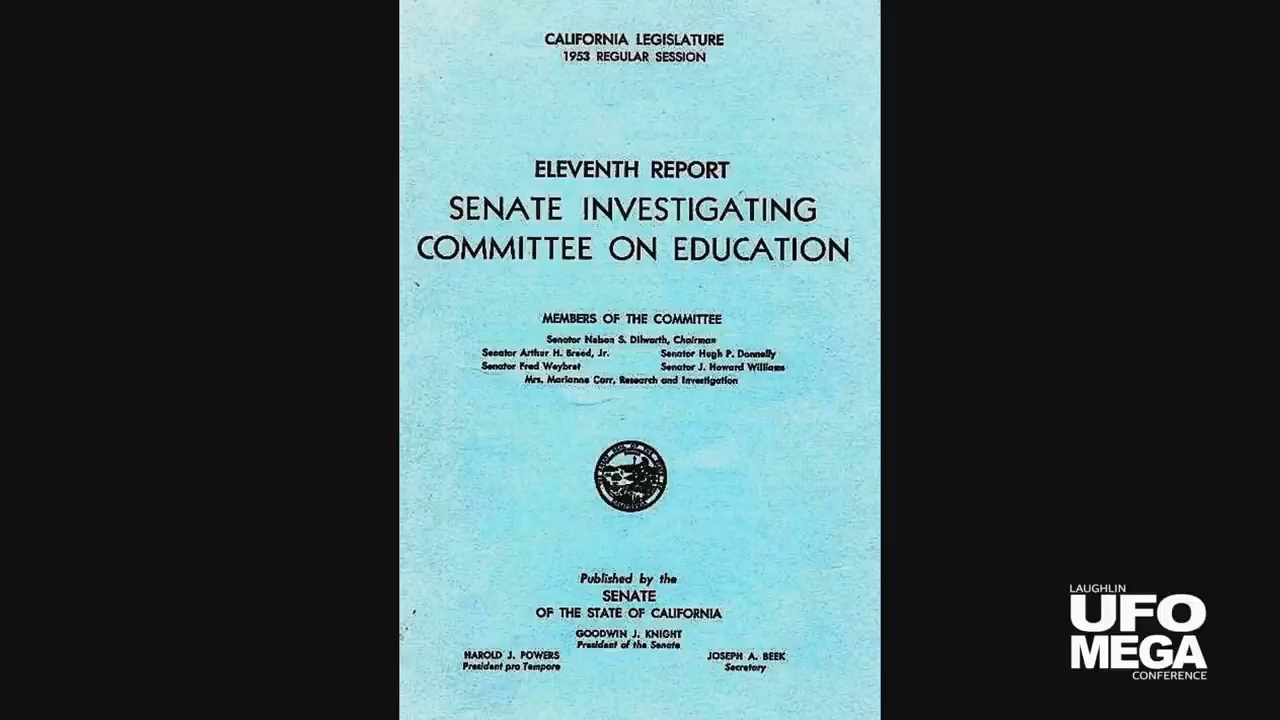 CALIFORNIA LEGISLATURE
1953 REGULAR SESSION
ELEVENTH REPORT
SENATE INVESTIGATING
COMMITTEE ON EDUCATION
MEMBERS OF THE COMMITTEE
Senator Nelson S. Dilworth, Chairman
Senator Arthur H. Breed, Jr. Senator Hugh P. Donnelly
Senator Fred Weybret Senator J. Howard Williams
Mrs. Marianne Carr, Research and Investigation
Published by the
SENATE
OF THE STATE OF CALIFORNIA
GOODWIN J. KNIGHT
President of the Senate
HAROLD J. POWERS JOSEPH A. BEEK
President pro Tempore Secretary
LAUGHLIN
UFO
MEGA
CONFERENCE